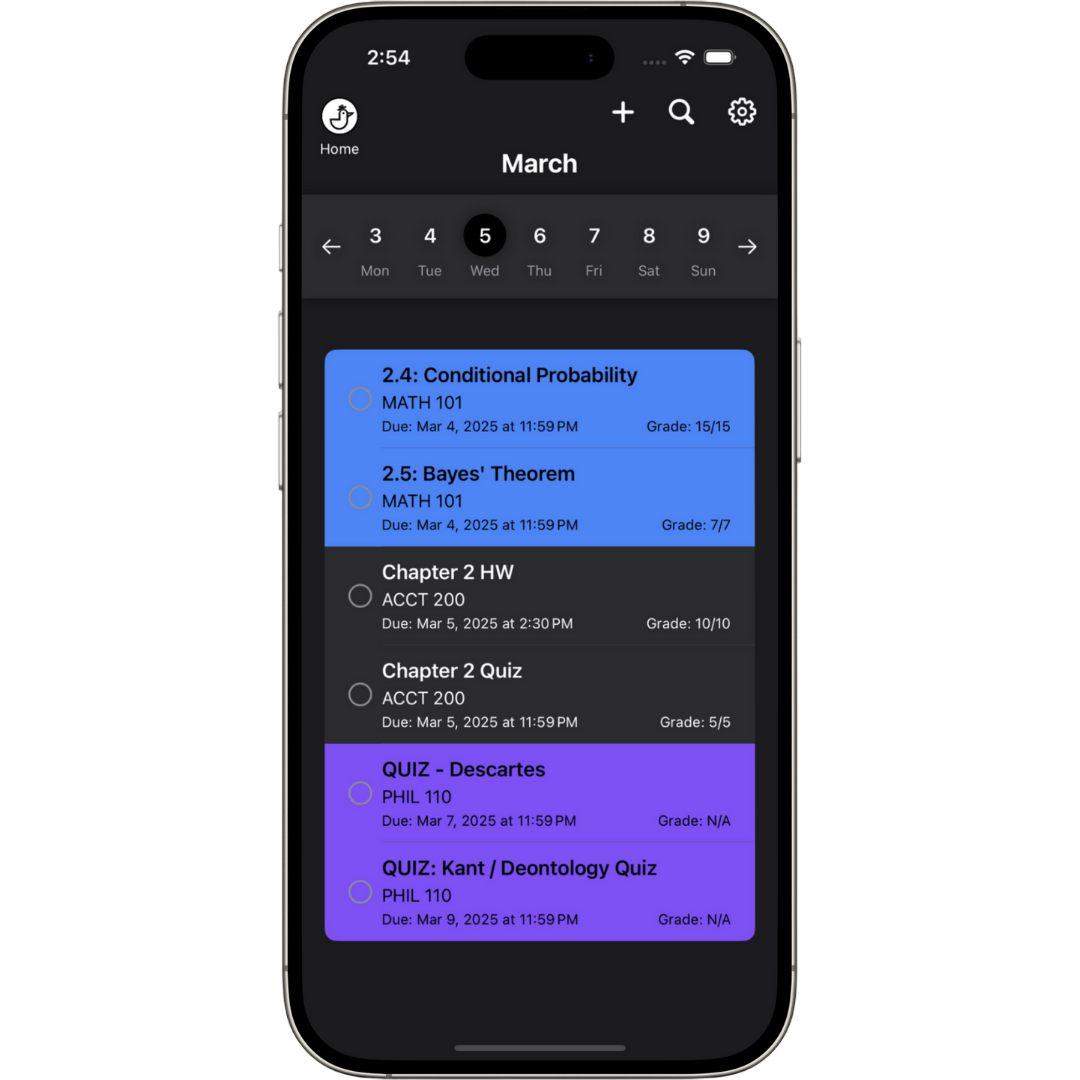 2:54
Home
March
3 4 5 6 7 8 9
Mon Tue Wed Thu Fri Sat Sun
2.4: Conditional Probability
MATH 101
Due: Mar 4, 2025 at 11:59 PM Grade: 15/15
2.5: Bayes' Theorem
MATH 101
Due: Mar 4, 2025 at 11:59 PM Grade: 7/7
Chapter 2 HW
ACCT 200
Due: Mar 5, 2025 at 2:30 PM Grade: 10/10
Chapter 2 Quiz
ACCT 200
Due: Mar 5, 2025 at 11:59 PM Grade: 5/5
QUIZ - Descartes
PHIL 110
Due: Mar 7, 2025 at 11:59 PM Grade: N/A
QUIZ: Kant / Deontology Quiz
PHIL 110
Due: Mar 9, 2025 at 11:59 PM Grade: N/A